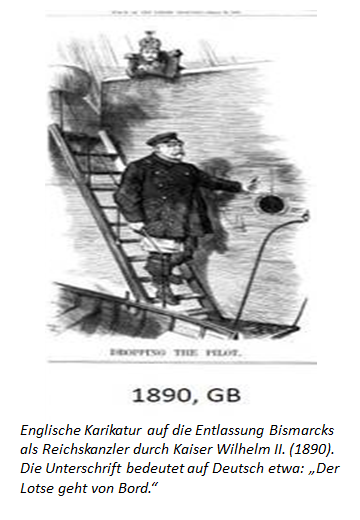 DROPPING THE PILOT.
1890, GB
Englische Karikatur auf die Entlassung Bismarcks
als Reichskanzler durch Kaiser Wilhelm II. (1890).
Die Unterschrift bedeutet auf Deutsch etwa: „Der
Lotse geht von Bord.“